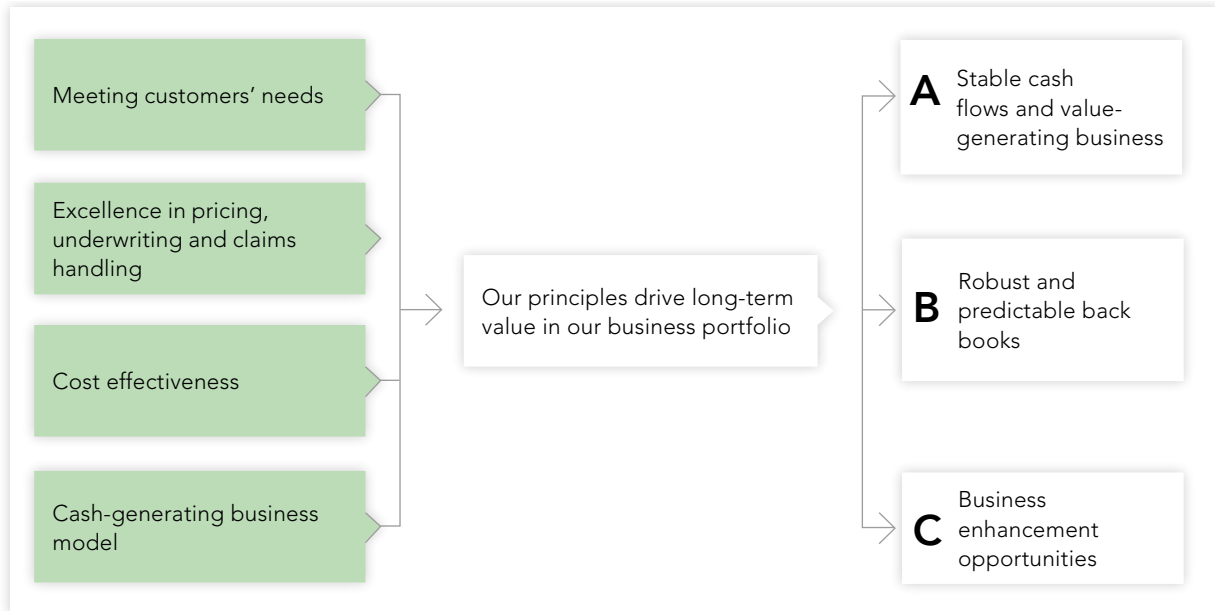 Meeting customers’ needs
Excellence in pricing,
underwriting and claims
handling
Cost effectiveness
Cash-generating business
model
Our principles drive long-term
value in our business portfolio
A
Stable cash
flows and value-
generating business
B
Robust and
predictable back
books
C
Business
enhancement
opportunities